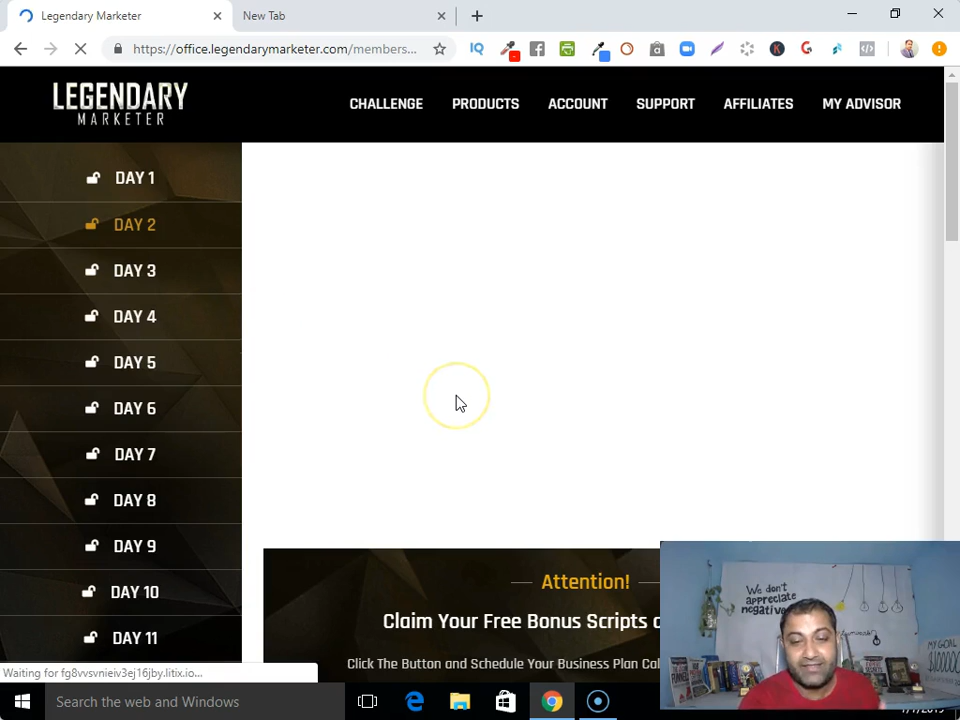 Legendary Marketer
New Tab
https://office.legendarymarketer.com/members...
LEGENDARY
MARKETER
CHALLENGE
PRODUCTS
ACCOUNT
SUPPORT
AFFILIATES
MY ADVISOR
DAY 1
DAY 2
DAY 3
DAY 4
DAY 5
DAY 6
DAY 7
DAY 8
DAY 9
DAY 10
DAY 11
Attention!
Claim Your Free Bonus Scripts
Click The Button and Schedule Your Business Plan
We don't
appreciate
MY GOAL
Waiting for fg8vvsvnieiv3ej16jby.litix.io...
Search the web and Windows